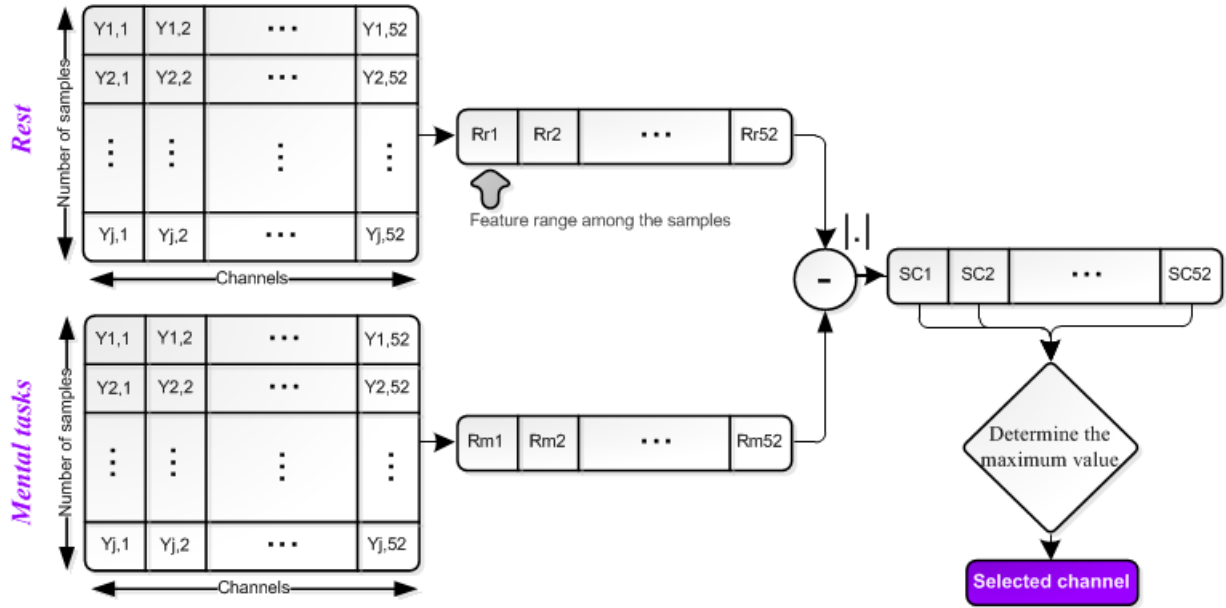 Rest
Number of samples
Y1,1 Y1,2 ... Y1,52
Y2,1 Y2,2 ... Y2,52
Yj,1 Yj,2 ... Yj,52
Channels
Rr1 Rr2 ... Rr52
Feature range among the samples
Mental tasks
Number of samples
Y1,1 Y1,2 ... Y1,52
Y2,1 Y2,2 ... Y2,52
Yj,1 Yj,2 ... Yj,52
Channels
Rm1 Rm2 ... Rm52
-
|.|
SC1 SC2 ... SC52
Determine the
maximum value
Selected channel